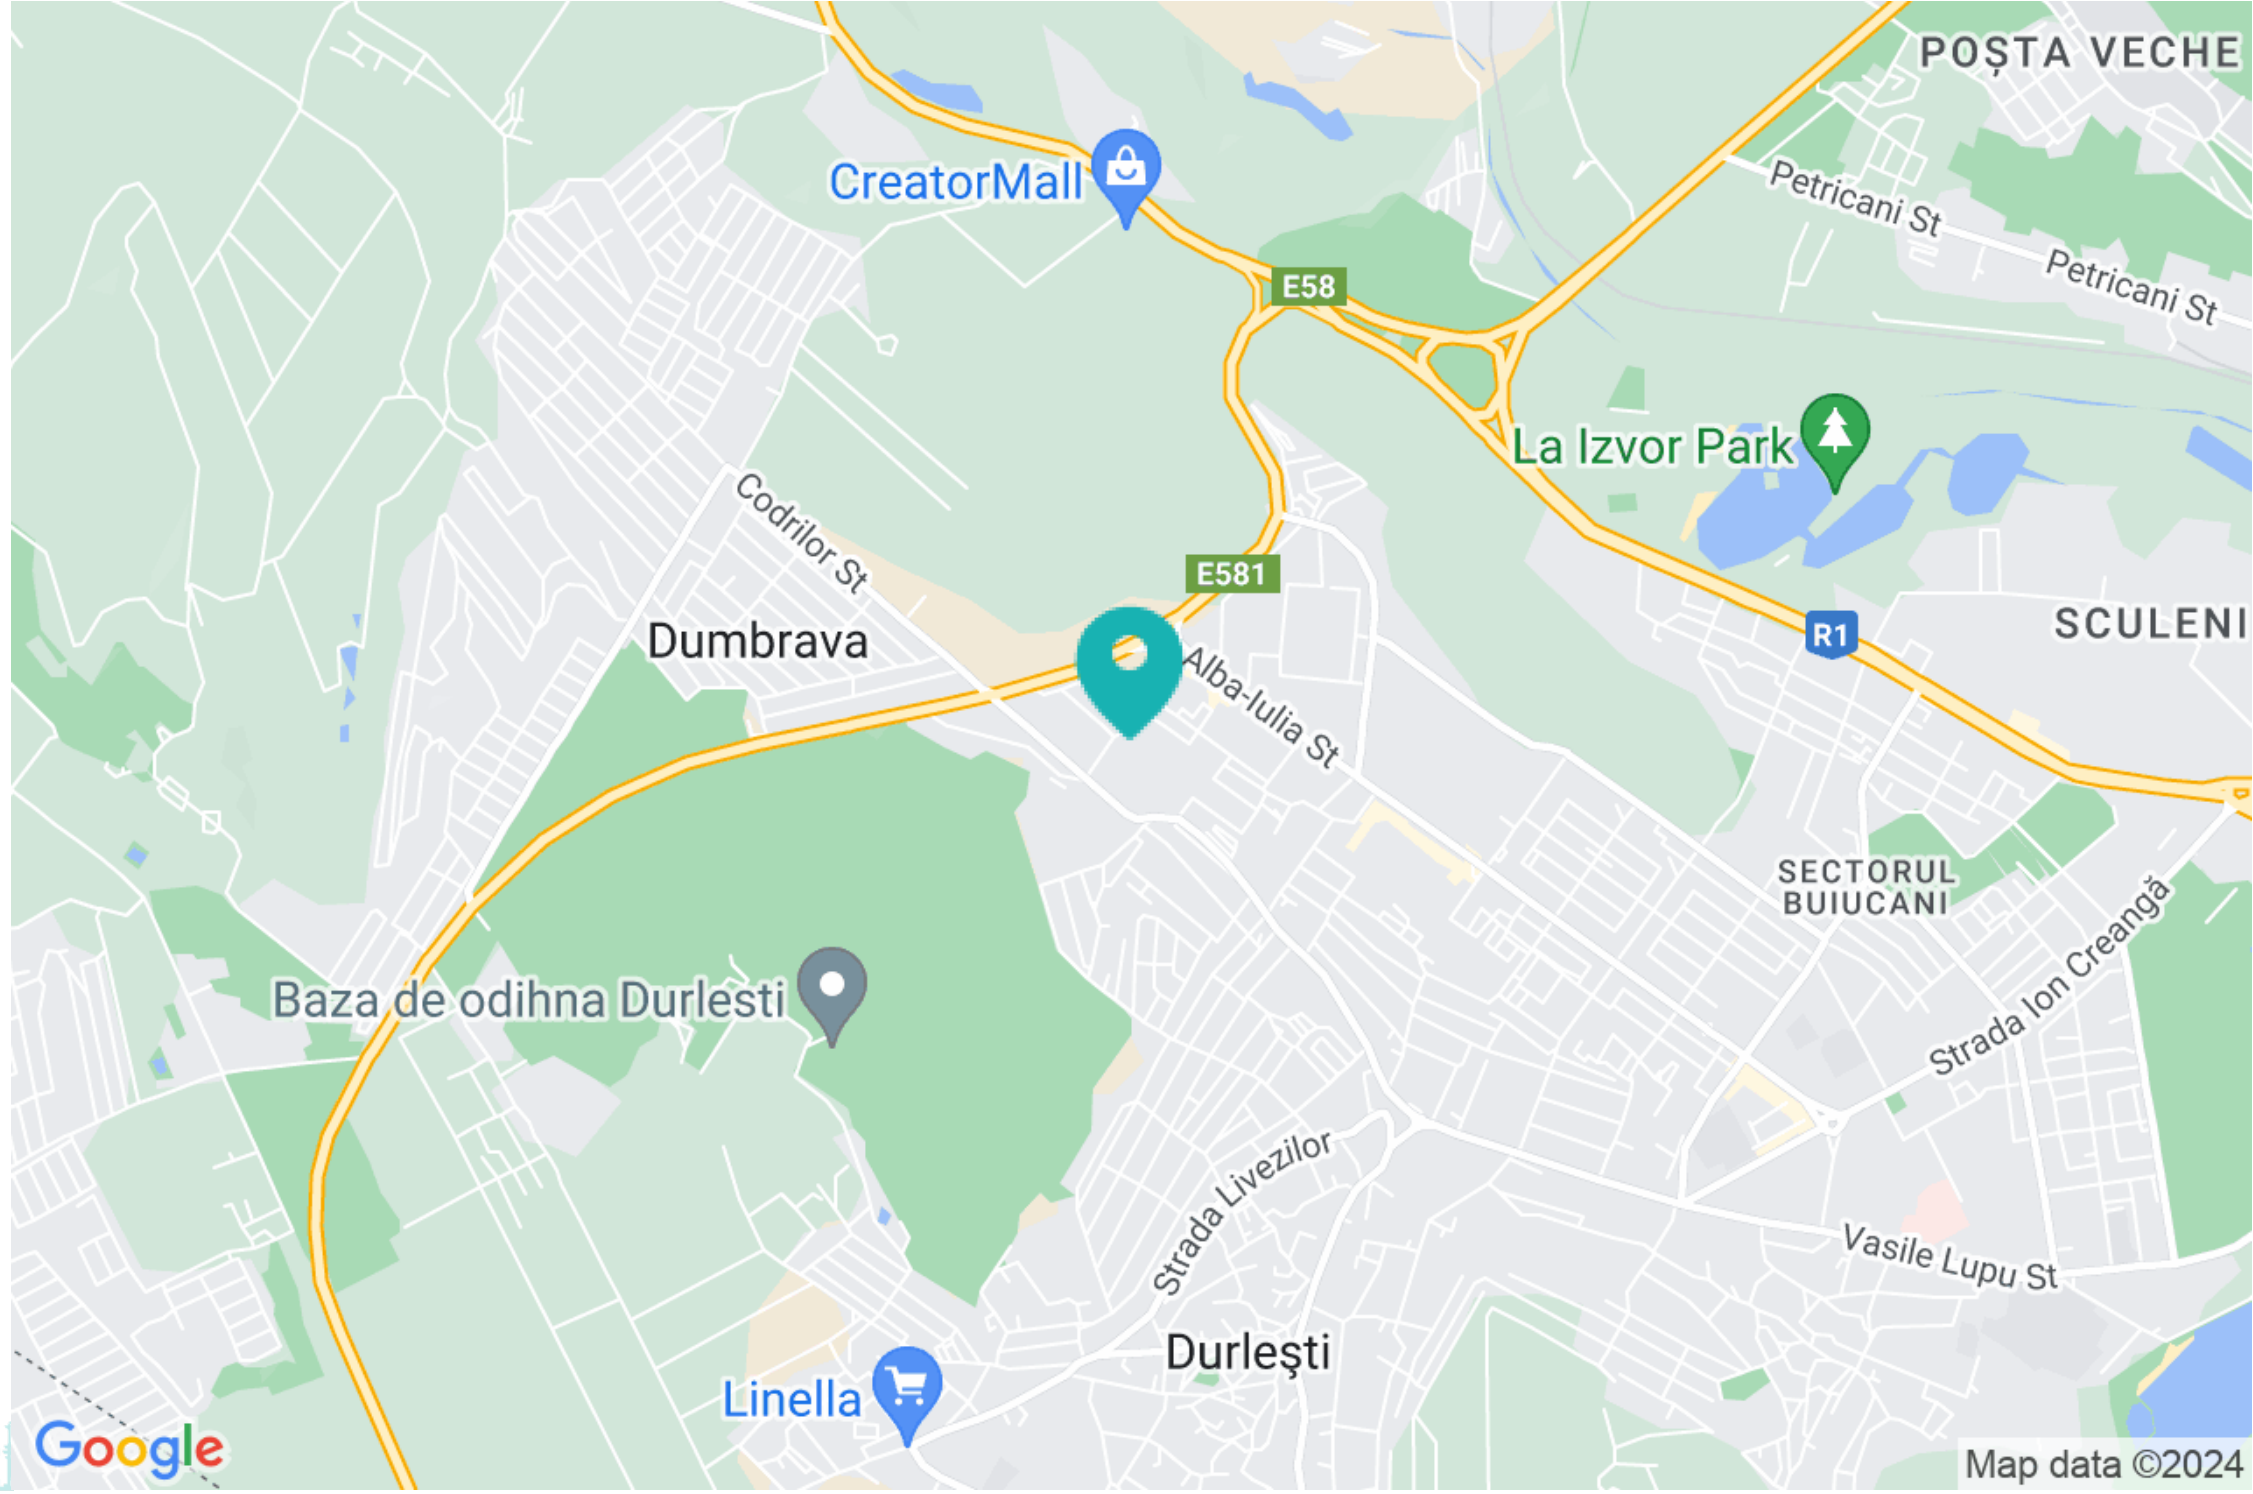 POȘTA VECHE
CreatorMall
Petricani St
Petricani St
E58
La Izvor Park
Codrilor St
E581
Dumbrava
SCULENI
R1
Alba-Iulia St
SECTORUL
BUIUCANI
Strada Ion Creangă
Baza de odihna Durlesti
Strada Livezilor
Vasile Lupu St
Durleşti
Linella
Google
Map data ©2024